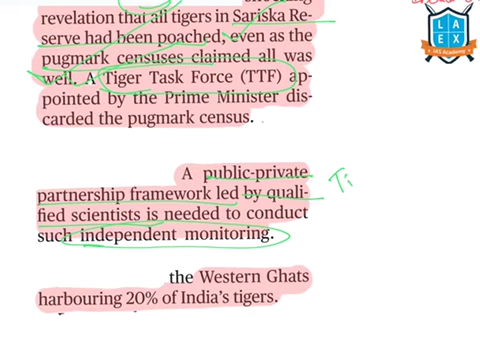 revelation that all tigers in Sariska Re-
serve had been poached, even as the
pugmark censuses claimed all was
well. A Tiger Task Force (TTF) ap-
pointed by the Prime Minister dis-
carded the pugmark census.
A public-private
partnership framework led by quali-
fied scientists is needed to conduct
such independent monitoring.
the Western Ghats
harbouring 20% of India's tigers.
Ti
L A
E X
IAS Academy